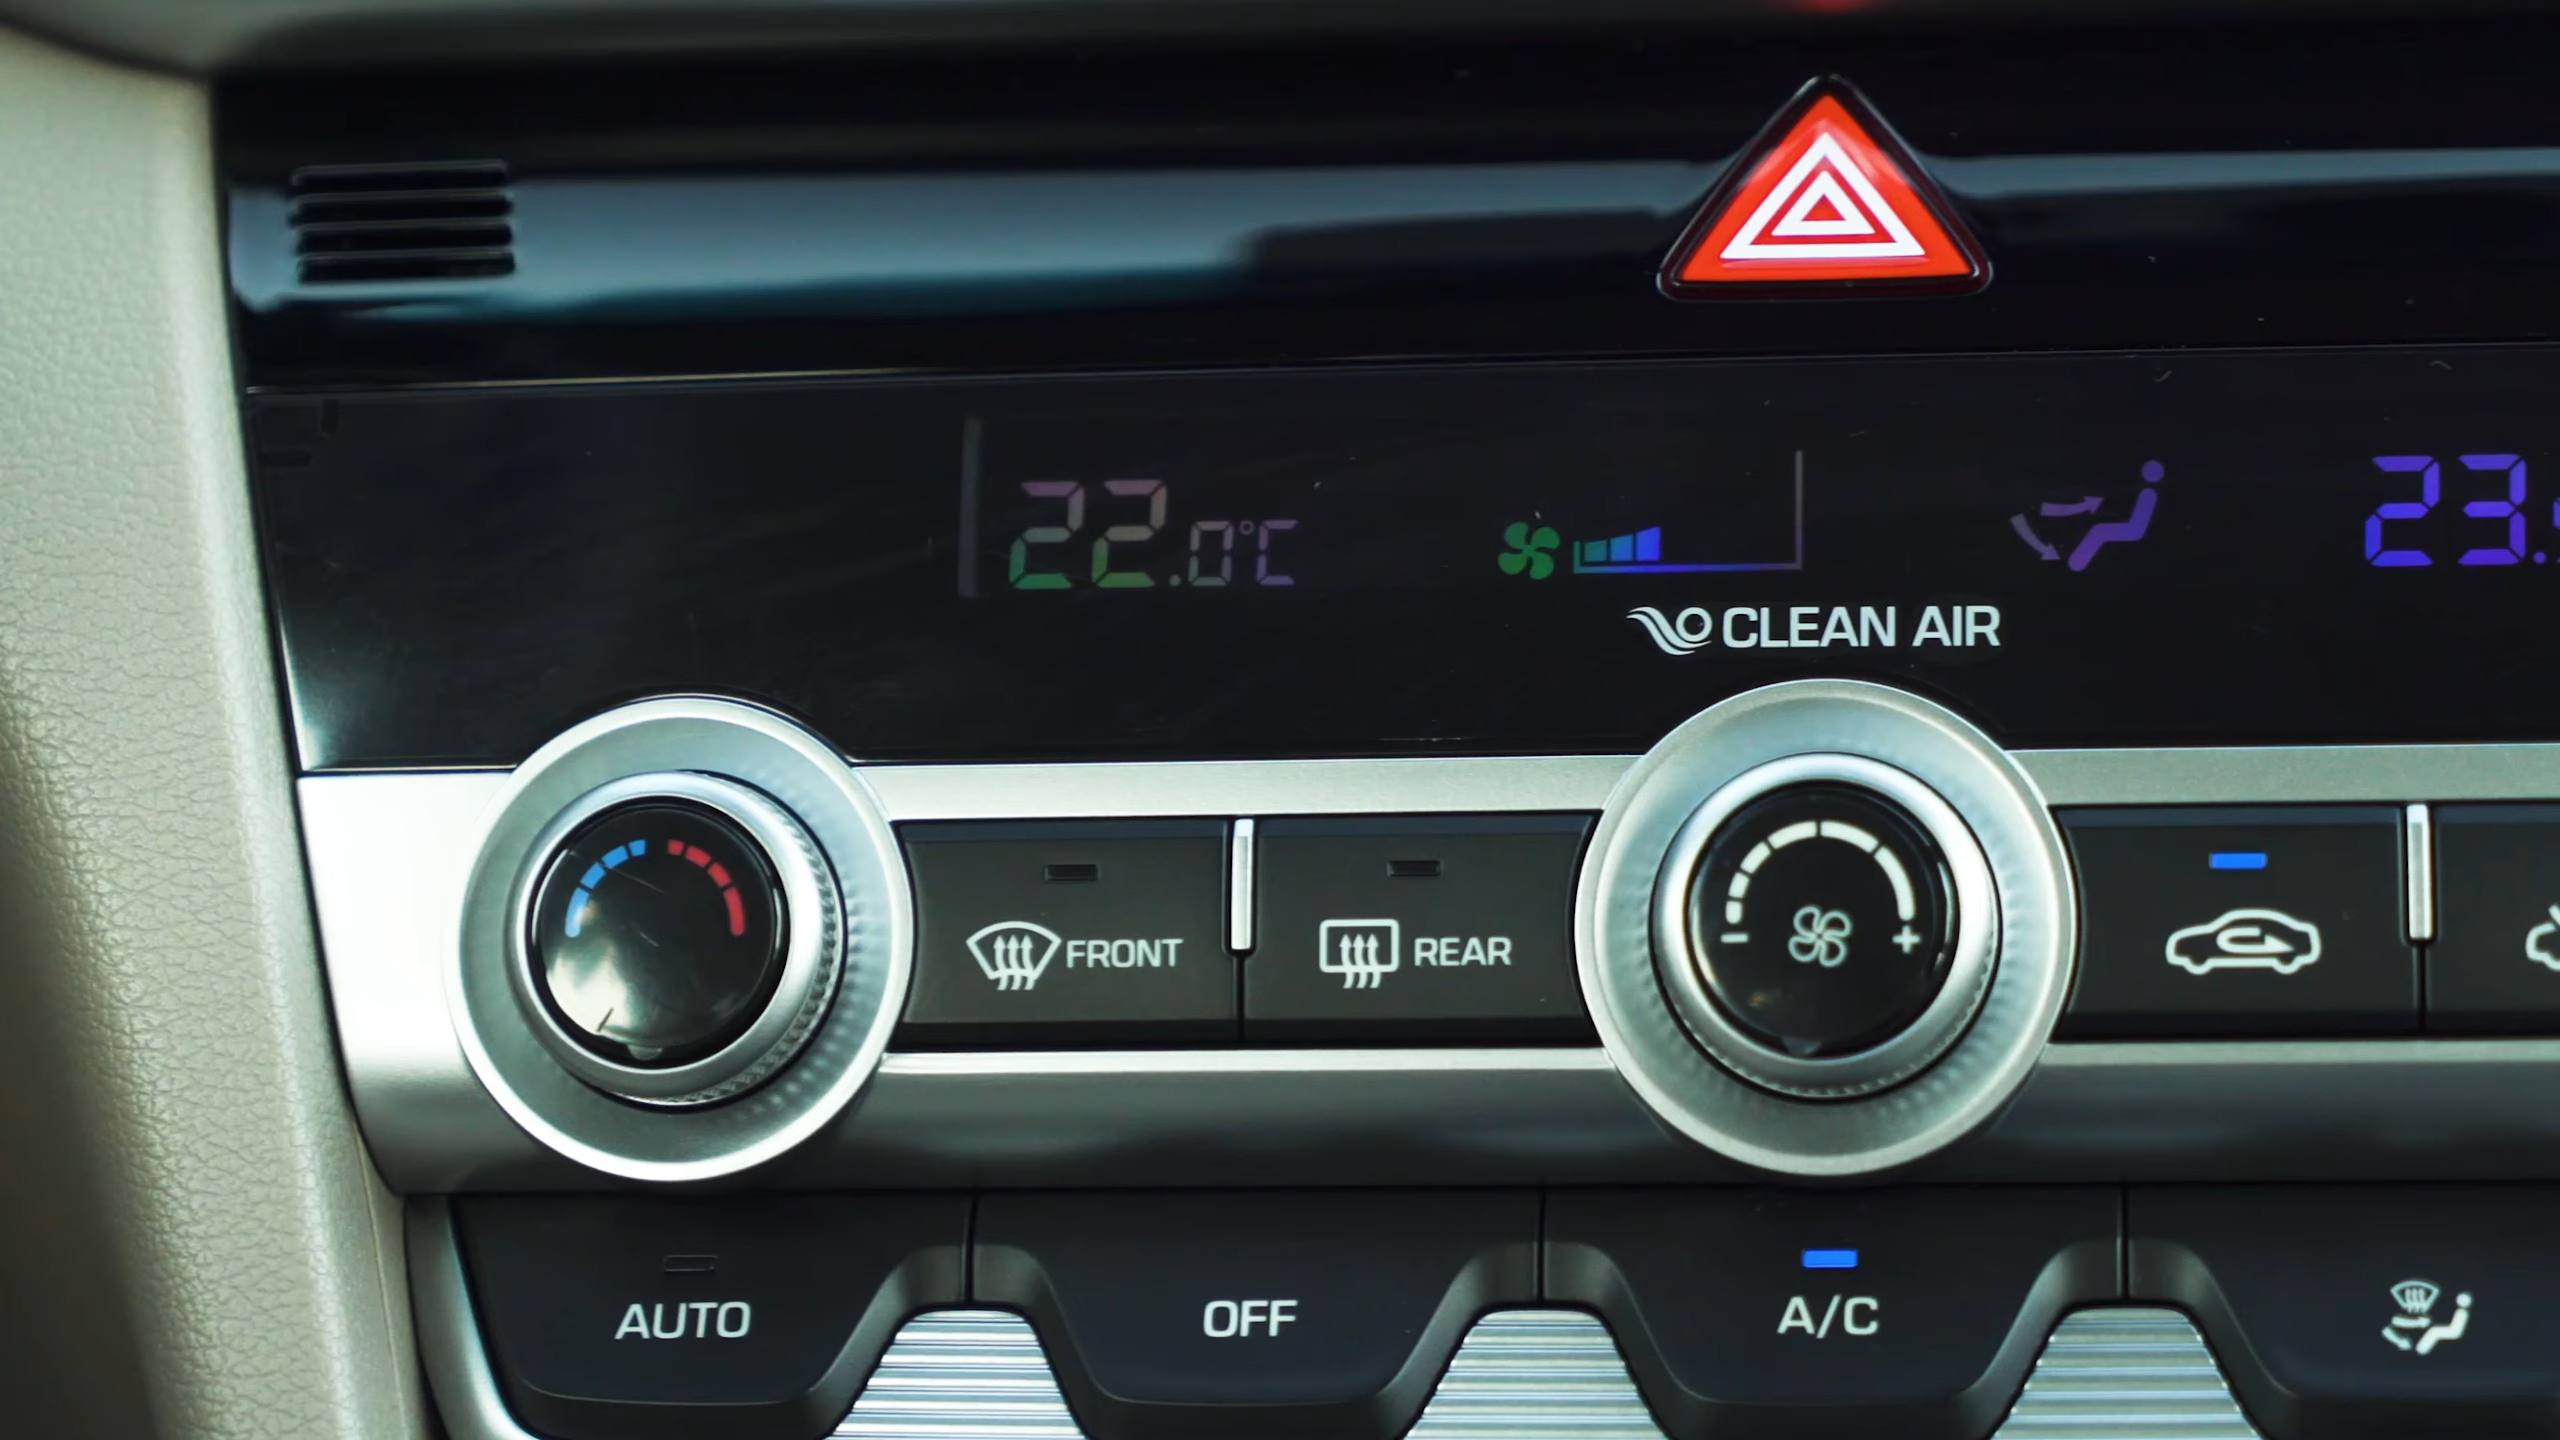 22.0°C
23.
CLEAN AIR
FRONT
REAR
- +
AUTO
OFF
A/C